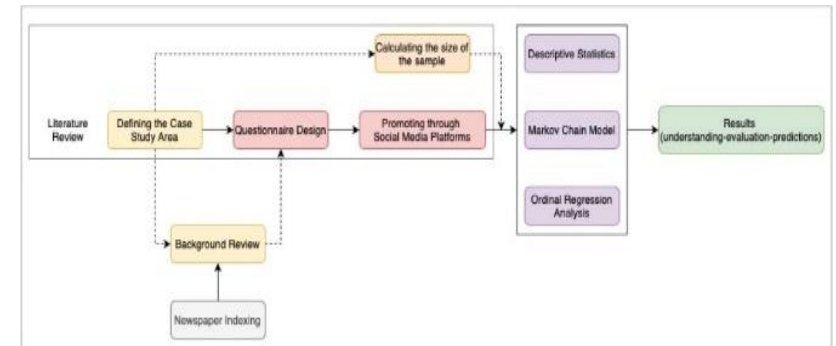 Calculating the size of
the sample
Descriptive Statistics
Literature
Review
Defining the Case
Study Area
Questionnaire Design
Promoting through
Social Media Platforms
Markov Chain Model
Results
(understanding-evaluation-predictions)
Ordinal Regression
Analysis
Background Review
Newspaper Indexing